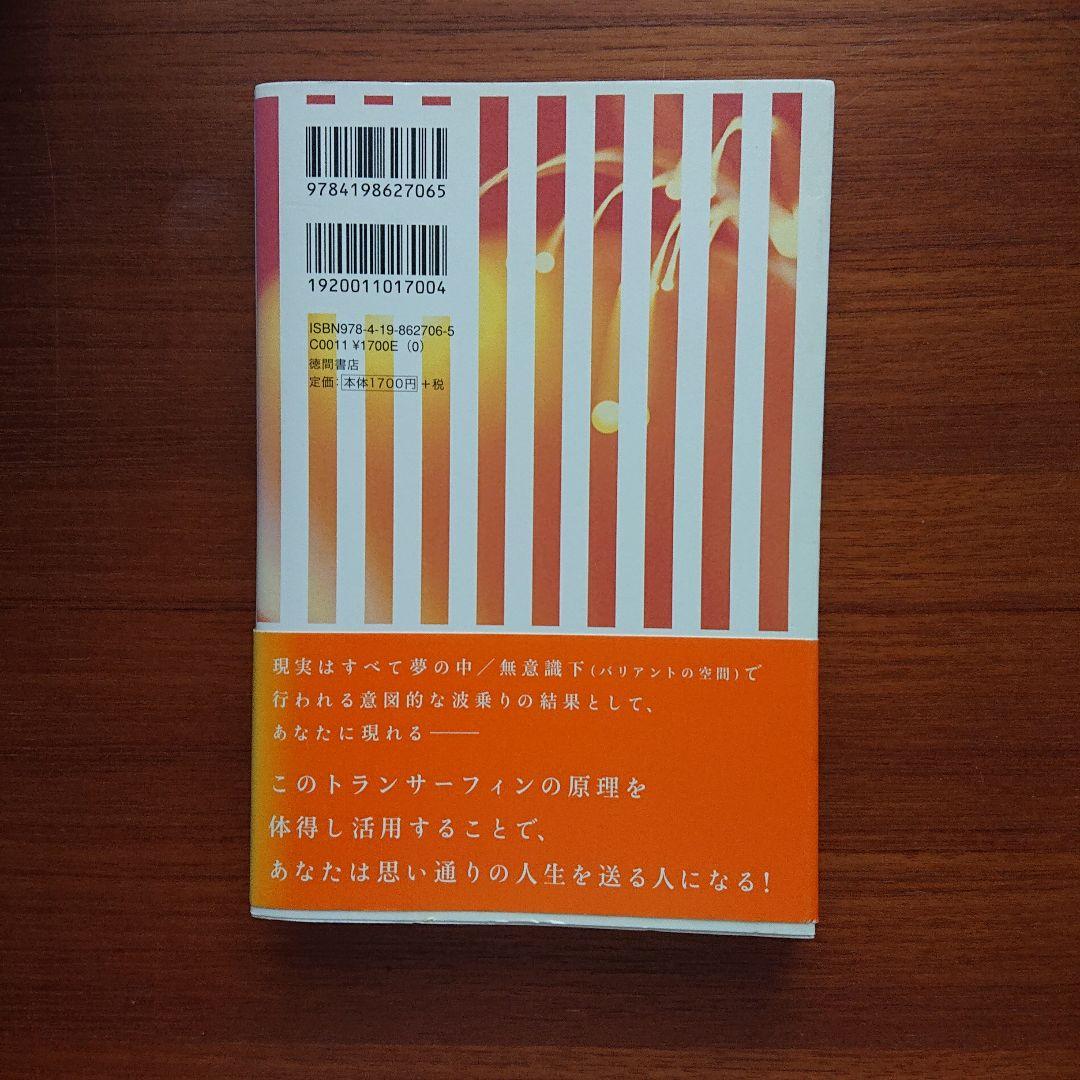 9784198627065
1920011017004
ISBN978-4-19-862706-5
C0011 ¥1700E (0)
徳間書店
定価：本体1700円＋税
現実はすべて夢の中／無意識下（バリアントの空間）で
行われる意図的な波乗りの結果として、
あなたに現れる───
このトランサーフィンの原理を
体得し活用することで、
あなたは思い通りの人生を送る人になる！